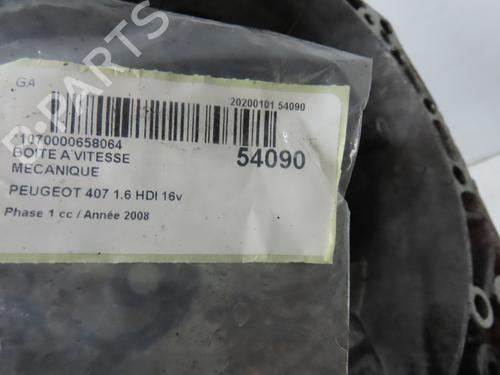 GA
20200101 54090
1070000658064
BOITE A VITESSE
MECANIQUE
54090
PEUGEOT 407 1.6 HDI 16v
Phase 1 cc / Année 2008
B-PARTS